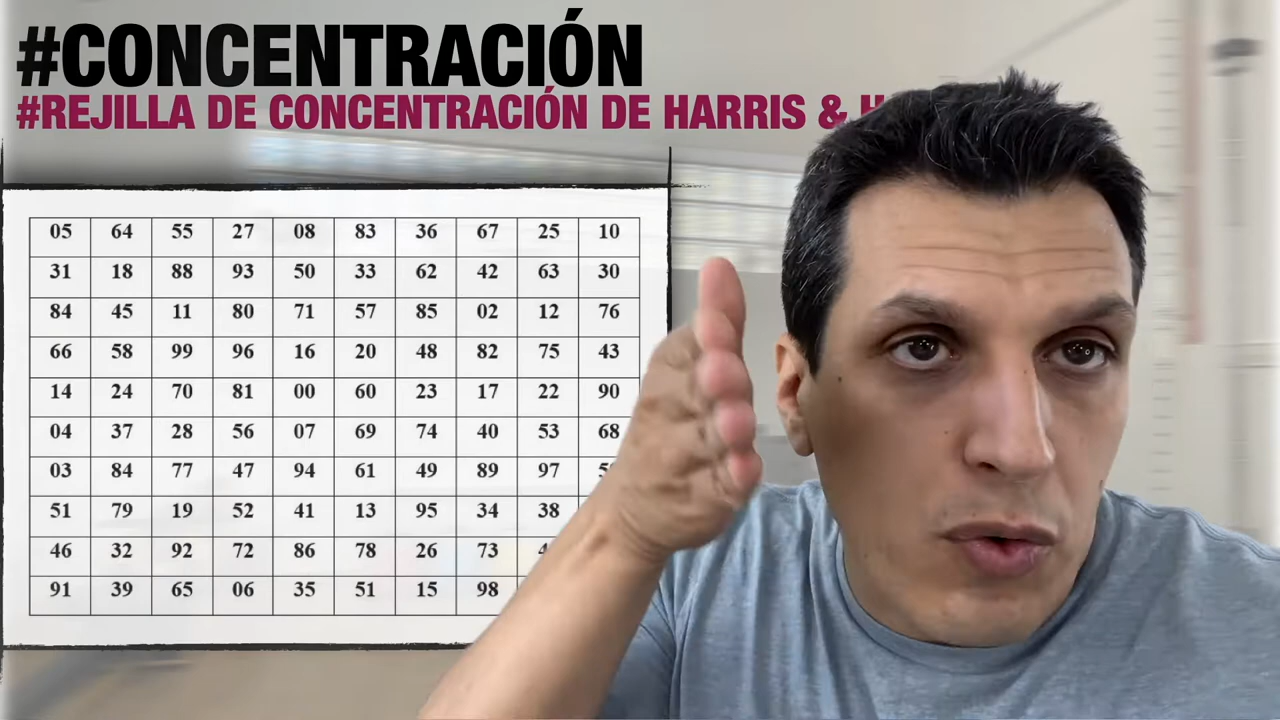 #CONCENTRACIÓN
#REJILLA DE CONCENTRACIÓN DE HARRIS &
05 64 55 27 08 83 36 67 25 10
31 18 88 93 50 33 62 42 63 30
84 45 11 80 71 57 85 02 12 76
66 58 99 96 16 20 48 82 75 43
14 24 70 81 00 60 23 17 22 90
04 37 28 56 07 69 74 40 53 68
03 84 77 47 94 61 49 89 97
51 79 19 52 41 13 95 34 38
46 32 92 72 86 78 26 73
91 39 65 06 35 51 15 98